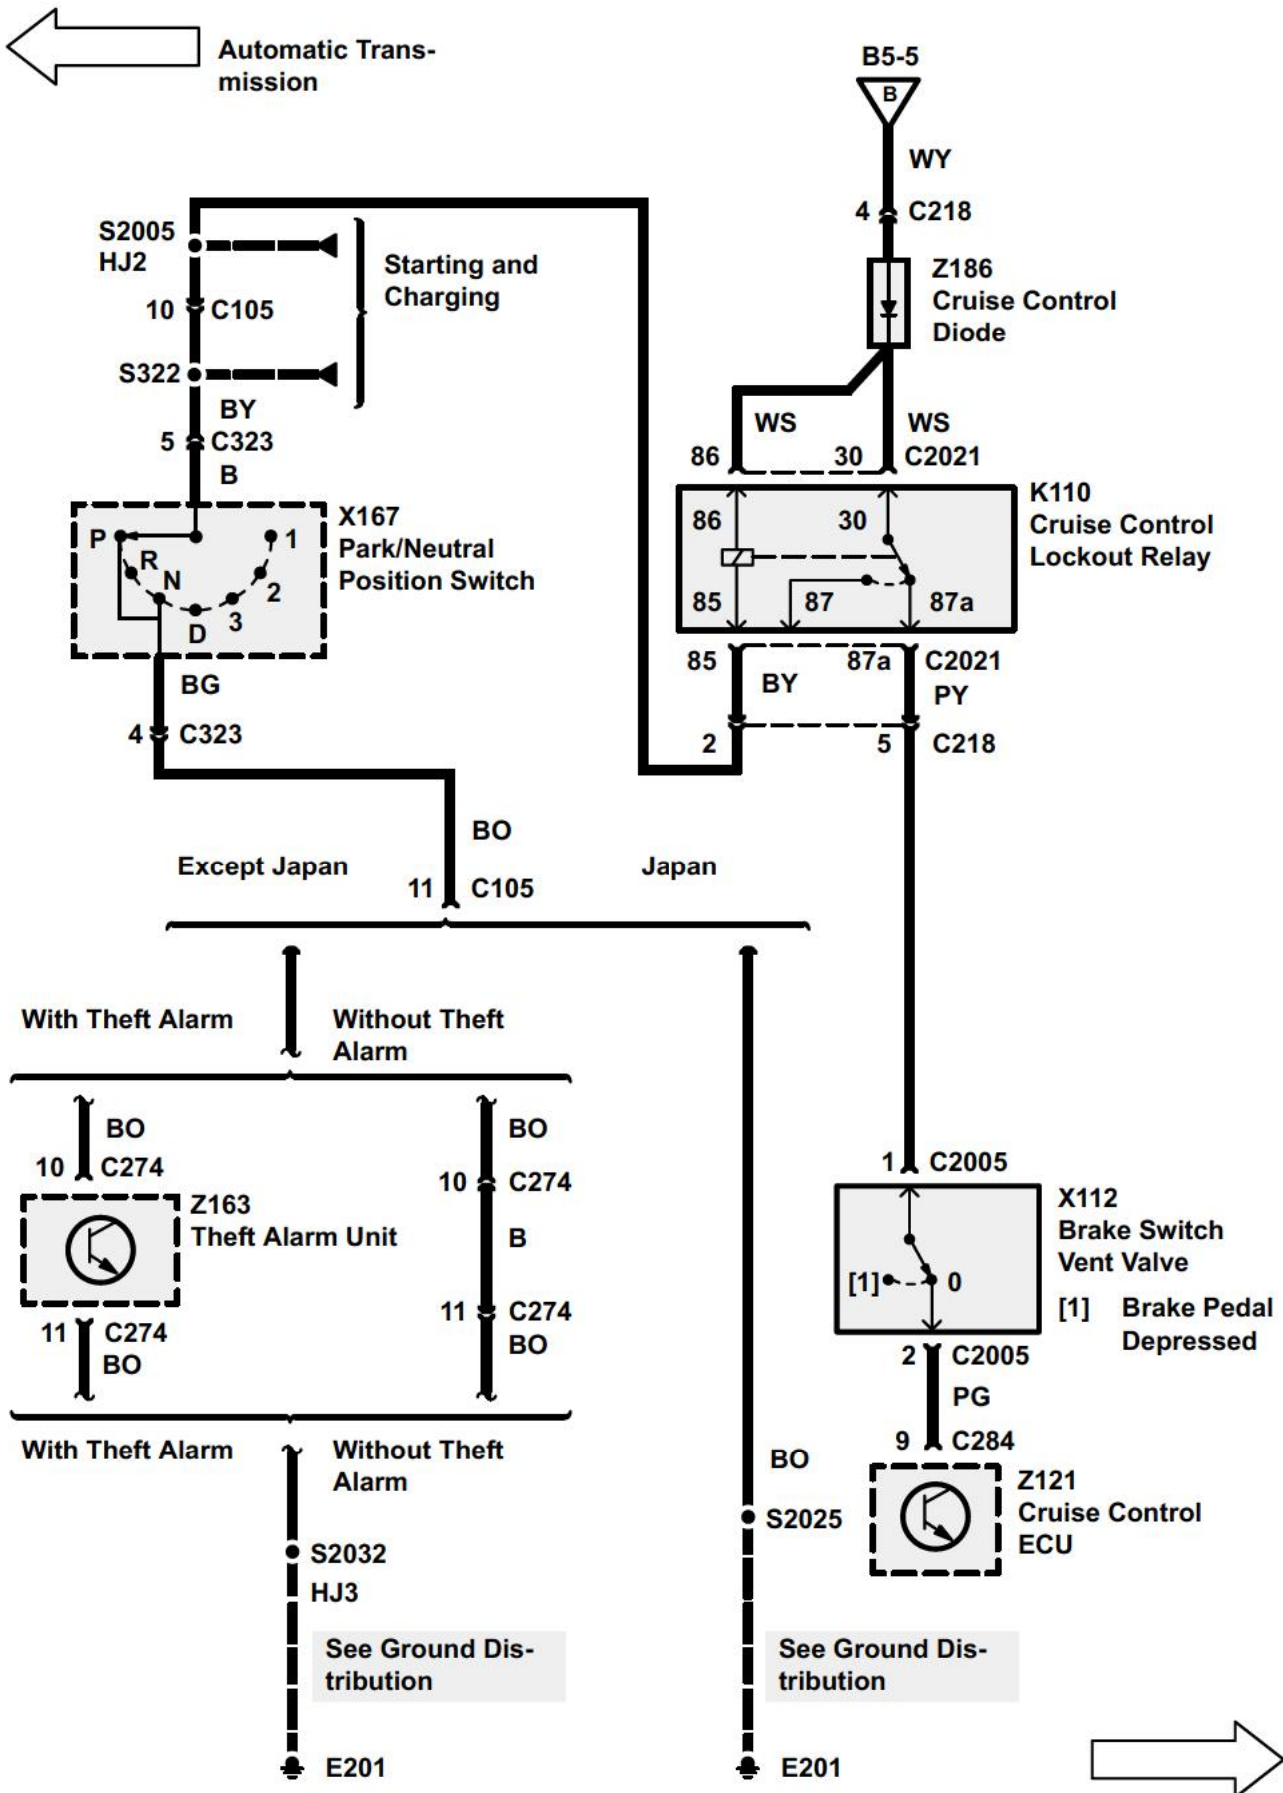 Automatic Trans-
mission
B5-5
B
WY
4 C218
Z186
Cruise Control
Diode
S2005
HJ2
Starting and
Charging
10 C105
S322
BY
5 C323
B
WS
WS
86
30 C2021
X167
Park/Neutral
Position Switch
P
R
N
D
3
2
1
K110
Cruise Control
Lockout Relay
86
30
85
87
87a
BG
4 C323
85
87a C2021
BY
PY
2
5 C218
BO
Except Japan
Japan
11 C105
With Theft Alarm
Without Theft
Alarm
BO
10 C274
Z163
Theft Alarm Unit
11 C274
BO
BO
10 C274
B
11 C274
BO
1 C2005
X112
Brake Switch
Vent Valve
[1]
0
[1] Brake Pedal
Depressed
2 C2005
PG
9 C284
Z121
Cruise Control
ECU
With Theft Alarm
Without Theft
Alarm
BO
S2025
S2032
HJ3
See Ground Dis-
tribution
See Ground Dis-
tribution
E201
E201